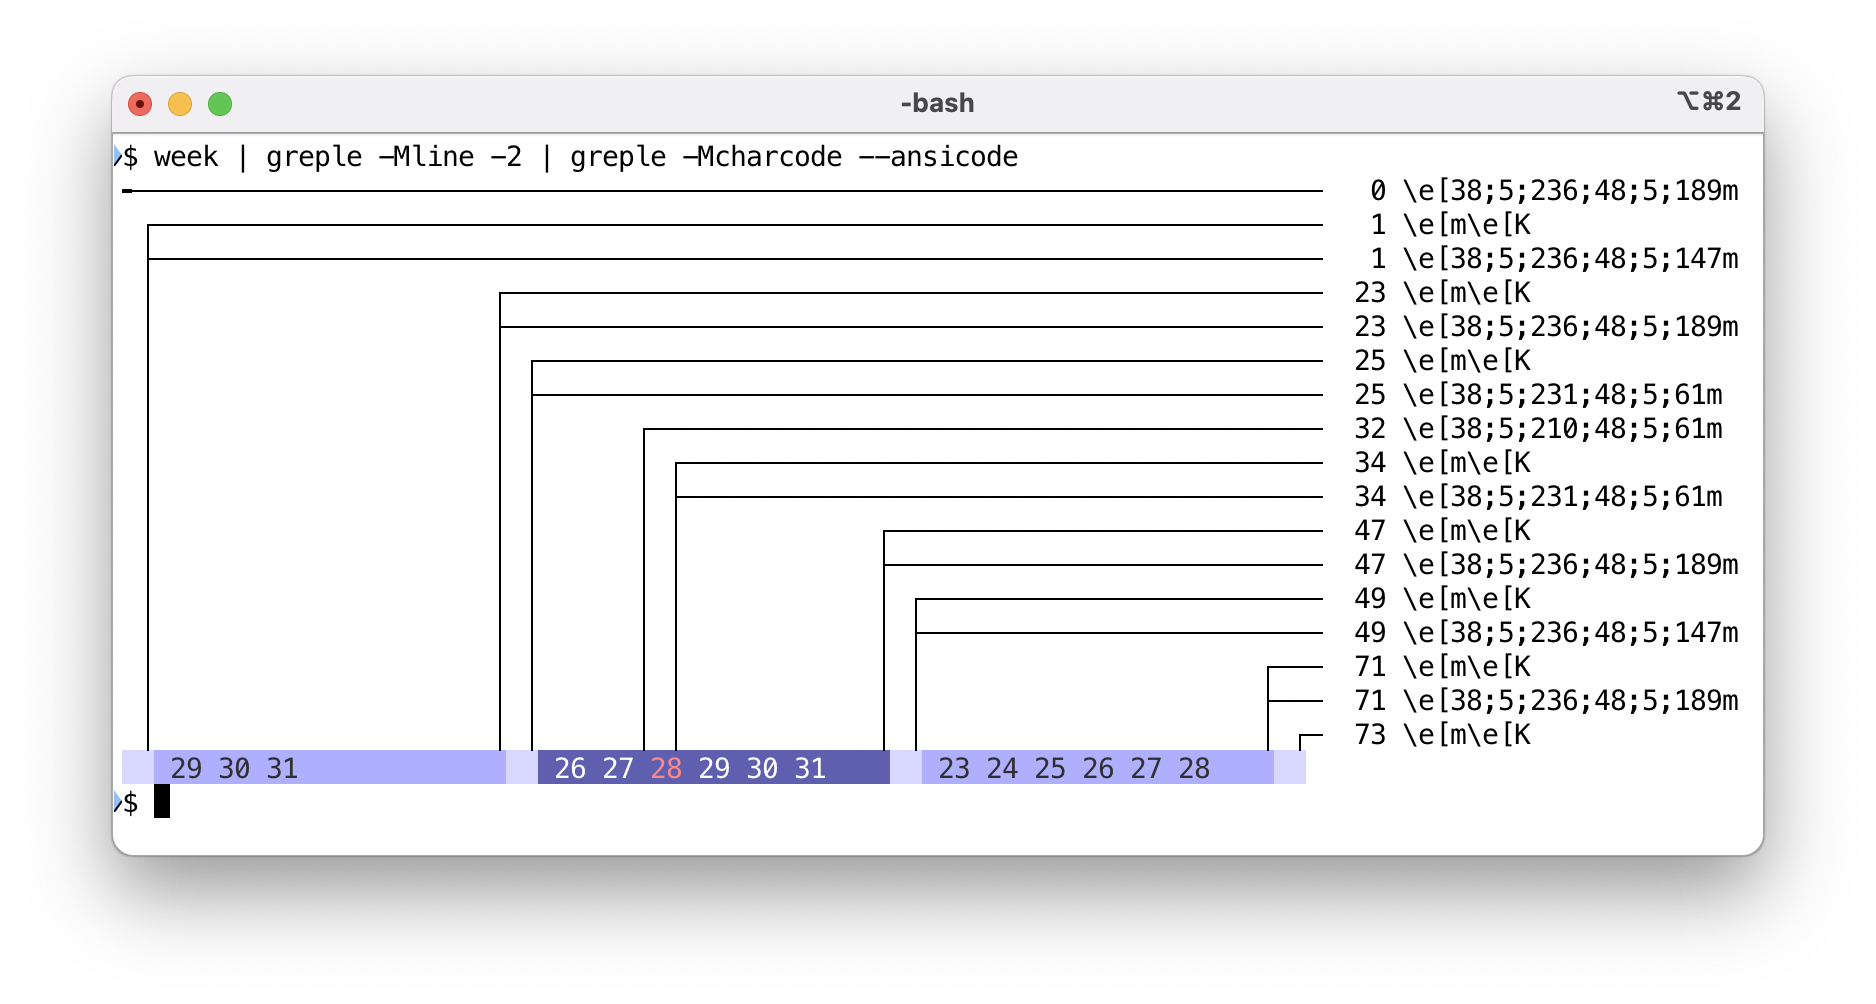 -bash
⌥⌘2
$ week | greple -Mline -2 | greple -Mcharcode --ansicode
0 \e[38;5;236;48;5;189m
1 \e[m\e[K
1 \e[38;5;236;48;5;147m
23 \e[m\e[K
23 \e[38;5;236;48;5;189m
25 \e[m\e[K
25 \e[38;5;231;48;5;61m
32 \e[38;5;210;48;5;61m
34 \e[m\e[K
34 \e[38;5;231;48;5;61m
47 \e[m\e[K
47 \e[38;5;236;48;5;189m
49 \e[m\e[K
49 \e[38;5;236;48;5;147m
71 \e[m\e[K
71 \e[38;5;236;48;5;189m
73 \e[m\e[K
29 30 31 26 27 28 29 30 31 23 24 25 26 27 28
$